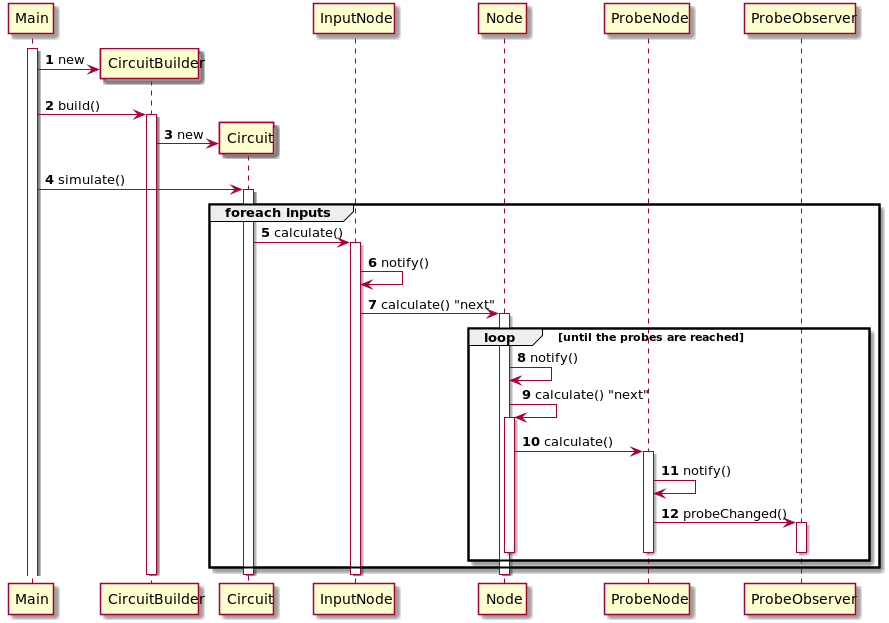 Main
InputNode
Node
ProbeNode
ProbeObserver
1 new
CircuitBuilder
2 build()
3 new
Circuit
4 simulate()
foreach inputs
5 calculate()
6 notify()
7 calculate() "next"
loop
[until the probes are reached]
8 notify()
9 calculate() "next"
10 calculate()
11 notify()
12 probeChanged()
Main
CircuitBuilder
Circuit
InputNode
Node
ProbeNode
ProbeObserver